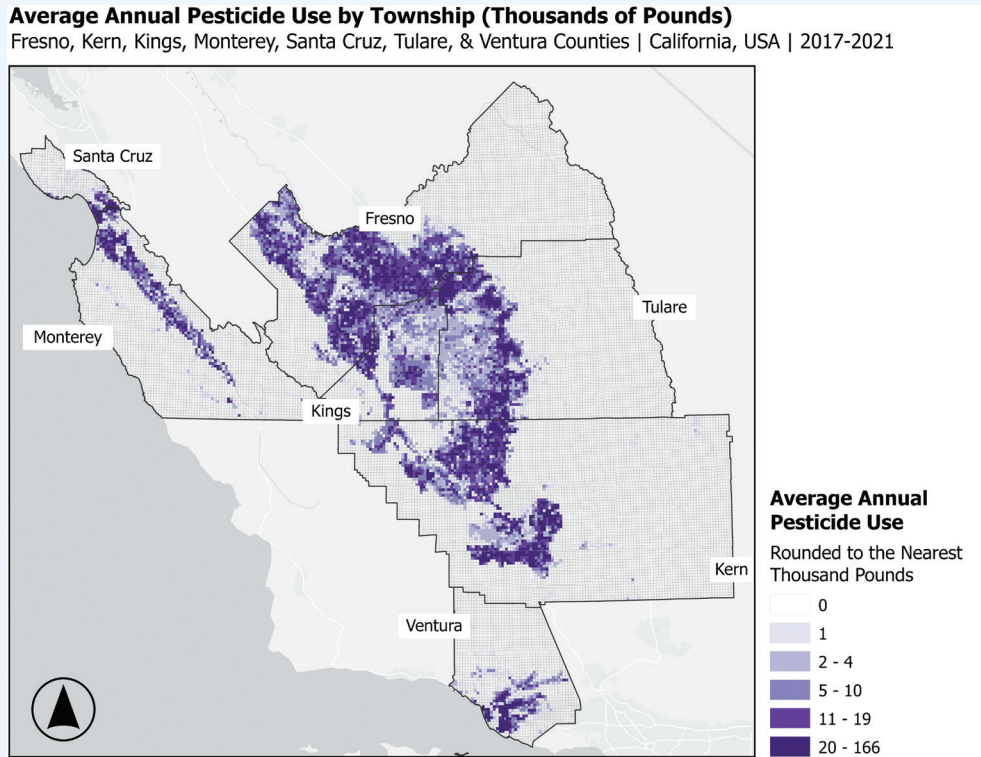 Average Annual Pesticide Use by Township (Thousands of Pounds)
Fresno, Kern, Kings, Monterey, Santa Cruz, Tulare, & Ventura Counties | California, USA | 2017-2021
Santa Cruz
Fresno
Tulare
Monterey
Kings
Kern
Ventura
Average Annual
Pesticide Use
Rounded to the Nearest
Thousand Pounds
0
1
2 - 4
5 - 10
11 - 19
20 - 166